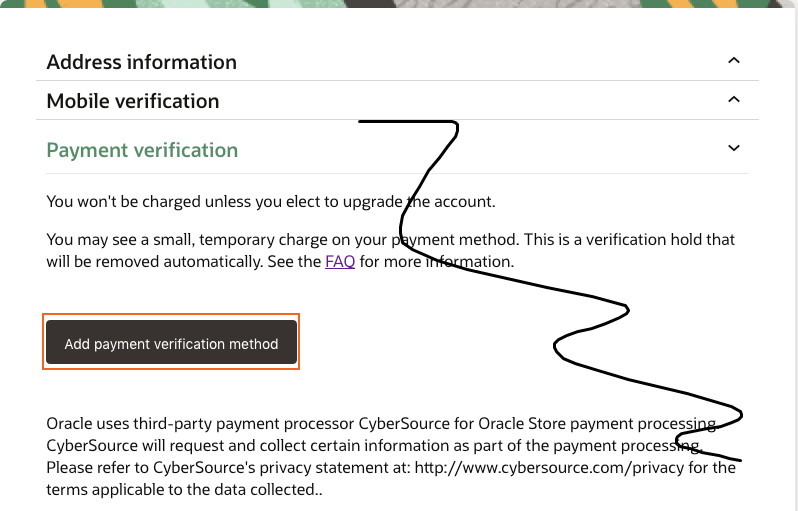 Address information
Mobile verification
Payment verification
You won't be charged unless you elect to upgrade the account.
You may see a small, temporary charge on your payment method. This is a verification hold that
will be removed automatically. See the FAQ for more information.
Add payment verification method
Oracle uses third-party payment processor CyberSource for Oracle Store payment processing.
CyberSource will request and collect certain information as part of the payment processing.
Please refer to CyberSource's privacy statement at: http://www.cybersource.com/privacy for the
terms applicable to the data collected..